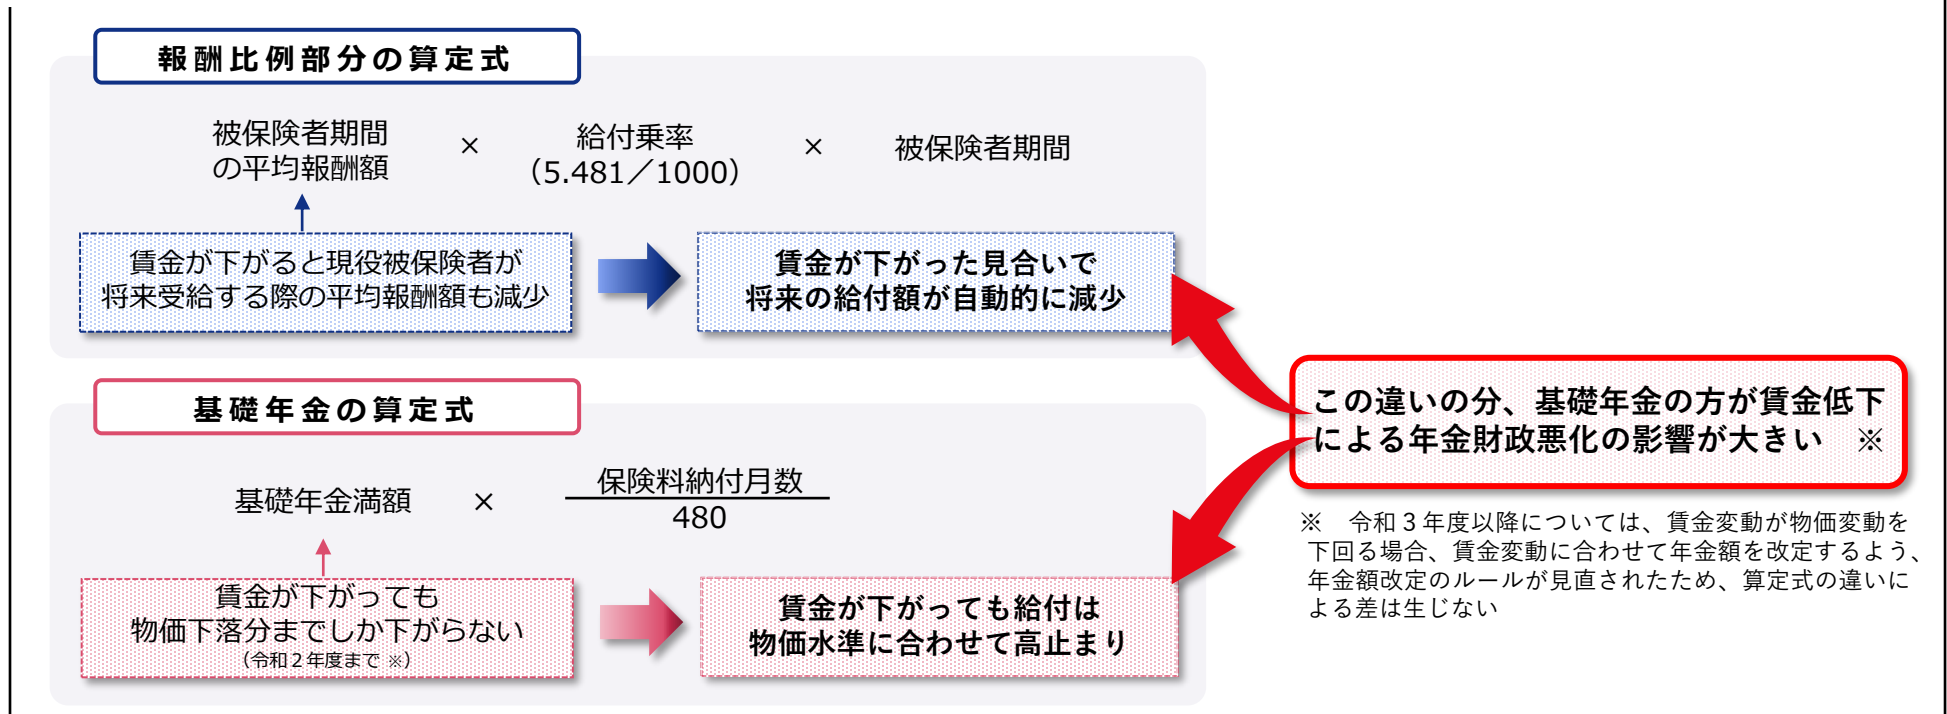 報酬比例部分の算定式
被保険者期間
の平均報酬額
×
給付乗率
（5.481／1000）
×
被保険者期間
賃金が下がると現役被保険者が
将来受給する際の平均報酬額も減少
賃金が下がった見合いで
将来の給付額が自動的に減少
基礎年金の算定式
基礎年金満額
×
保険料納付月数
480
賃金が下がっても
物価下落分までしか下がらない
（令和２年度まで ※）
賃金が下がっても給付は
物価水準に合わせて高止まり
この違いの分、基礎年金の方が賃金低下
による年金財政悪化の影響が大きい　※
※　令和３年度以降については、賃金変動が物価変動を
下回る場合、賃金変動に合わせて年金額を改定するよう、
年金額改定のルールが見直されたため、算定式の違いに
よる差は生じない